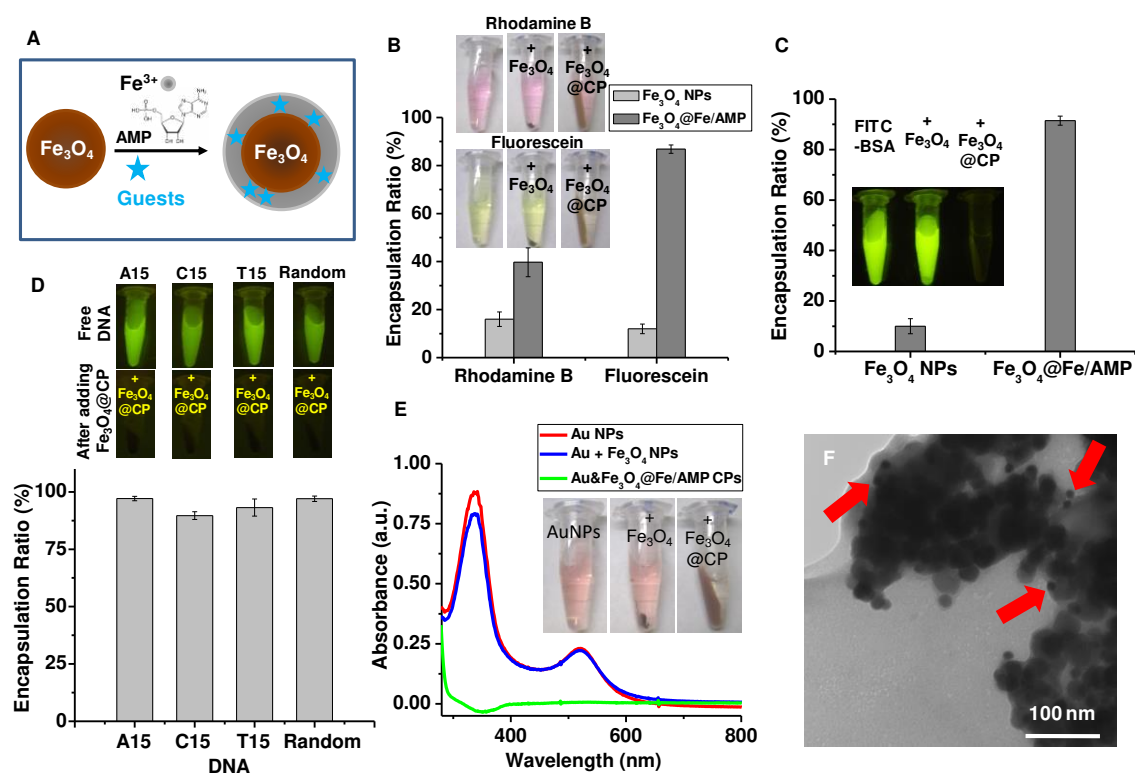 A
Fe³⁺
AMP
Fe₃O₄
Fe₃O₄
Guests
B
Rhodamine B
+
Fe₃O₄
+
Fe₃O₄
@CP
Fe₃O₄ NPs
Fe₃O₄@Fe/AMP
Fluorescein
+
Fe₃O₄
+
Fe₃O₄
@CP
Encapsulation Ratio (%)
100
80
60
40
20
0
Rhodamine B Fluorescein
C
FITC
-BSA
+
Fe₃O₄
+
Fe₃O₄
@CP
Encapsulation Ratio (%)
100
80
60
40
20
0
Fe₃O₄ NPs Fe₃O₄@Fe/AMP
D
A15 C15 T15 Random
Free
DNA
After adding
Fe₃O₄@CP
+
Fe₃O₄
@CP
+
Fe₃O₄
@CP
+
Fe₃O₄
@CP
+
Fe₃O₄
@CP
Encapsulation Ratio (%)
100
75
50
25
0
A15 C15 T15 Random
DNA
E
Au NPs
Au + Fe₃O₄ NPs
Au&Fe₃O₄@Fe/AMP CPs
AuNPs
+
Fe₃O₄
+
Fe₃O₄
@CP
Absorbance (a.u.)
1.00
0.75
0.50
0.25
0.00
400 600 800
Wavelength (nm)
F
100 nm